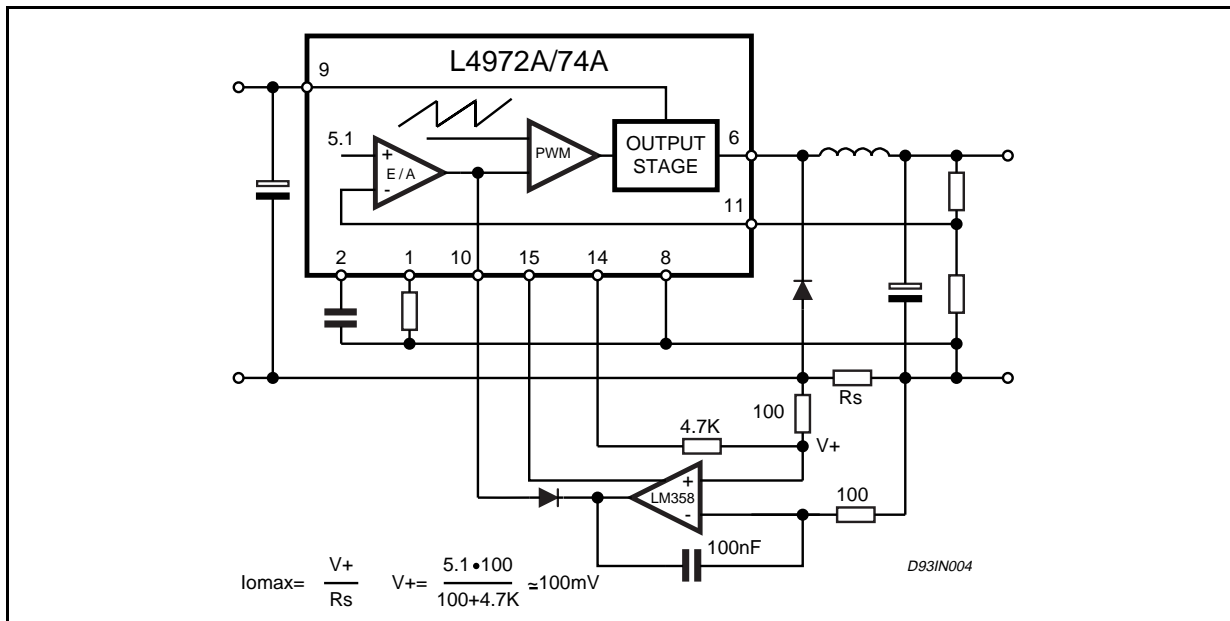 L4972A/74A
9
5.1
+
E / A
-
PWM
OUTPUT
STAGE
6
11
2
1
10
15
14
8
Rs
100
4.7K
V+
+
LM358
-
100
100nF
D93IN004
Iomax= V+ / Rs V+= 5.1•100 / 100+4.7K ≃100mV